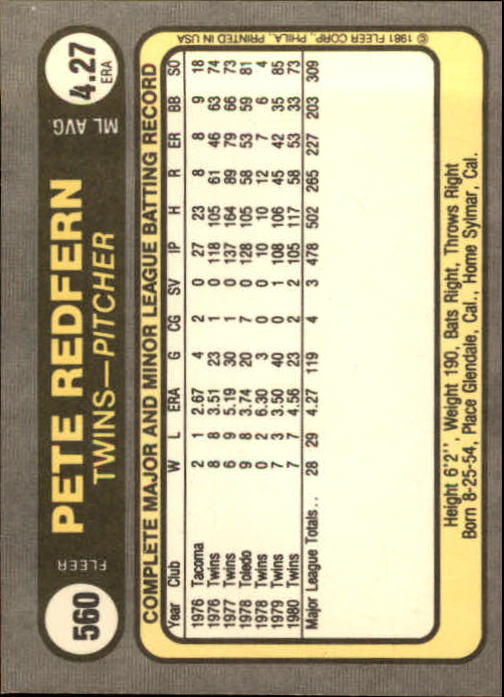 560
FLEER
PETE REDFERN
TWINS—PITCHER
ML AVG.
4.27
ERA
COMPLETE MAJOR AND MINOR LEAGUE BATTING RECORD
Year Club W L ERA G CG SV IP H R ER BB SO
1976 Tacoma 2 1 2.67 4 2 0 27 23 8 8 9 18
1976 Twins 8 8 3.51 23 1 0 118 105 61 46 63 74
1977 Twins 6 9 5.19 30 1 0 137 164 89 79 66 73
1978 Toledo 9 8 3.74 20 7 0 128 105 58 53 59 81
1978 Twins 0 2 6.30 3 0 0 10 10 12 7 6 4
1979 Twins 7 3 3.50 40 0 1 108 106 45 42 35 85
1980 Twins 7 7 4.56 23 2 2 105 117 58 53 33 73
Major League Totals . . 28 29 4.27 119 4 3 478 502 265 227 203 309
Height 6'2'', Weight 190, Bats Right, Throws Right
Born 8-25-54, Place Glendale, Cal., Home Sylmar, Cal.
© 1981 FLEER CORP., PHILA., PRINTED IN USA